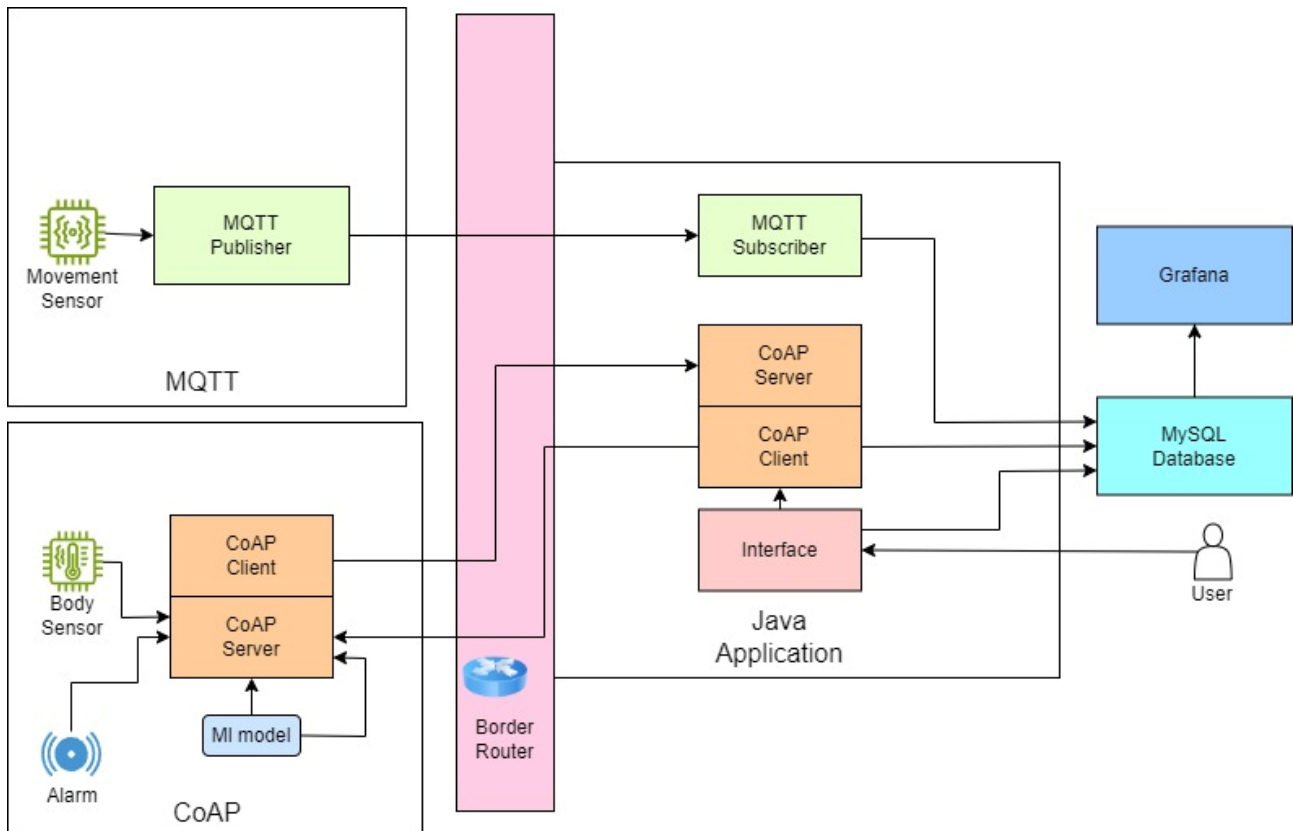 MQTT
Publisher
Movement
Sensor
MQTT
MQTT
Subscriber
CoAP
Server
CoAP
Client
Interface
Java
Application
Grafana
MySQL
Database
User
CoAP
Client
CoAP
Server
Body
Sensor
MI model
Alarm
CoAP
Border
Router